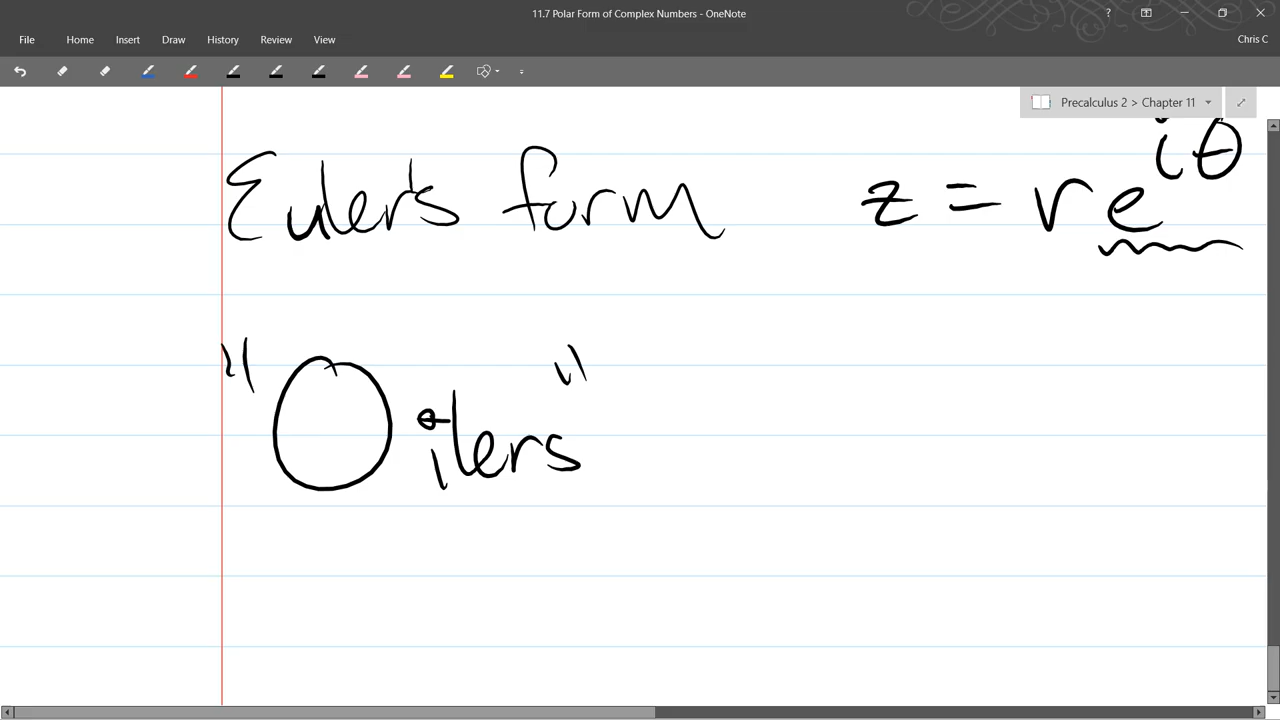 11.7 Polar Form of Complex Numbers - OneNote
?
File Home Insert Draw History Review View
Chris C
Precalculus 2 > Chapter 11
Euler's form z = re^{iθ}
"Oilers"